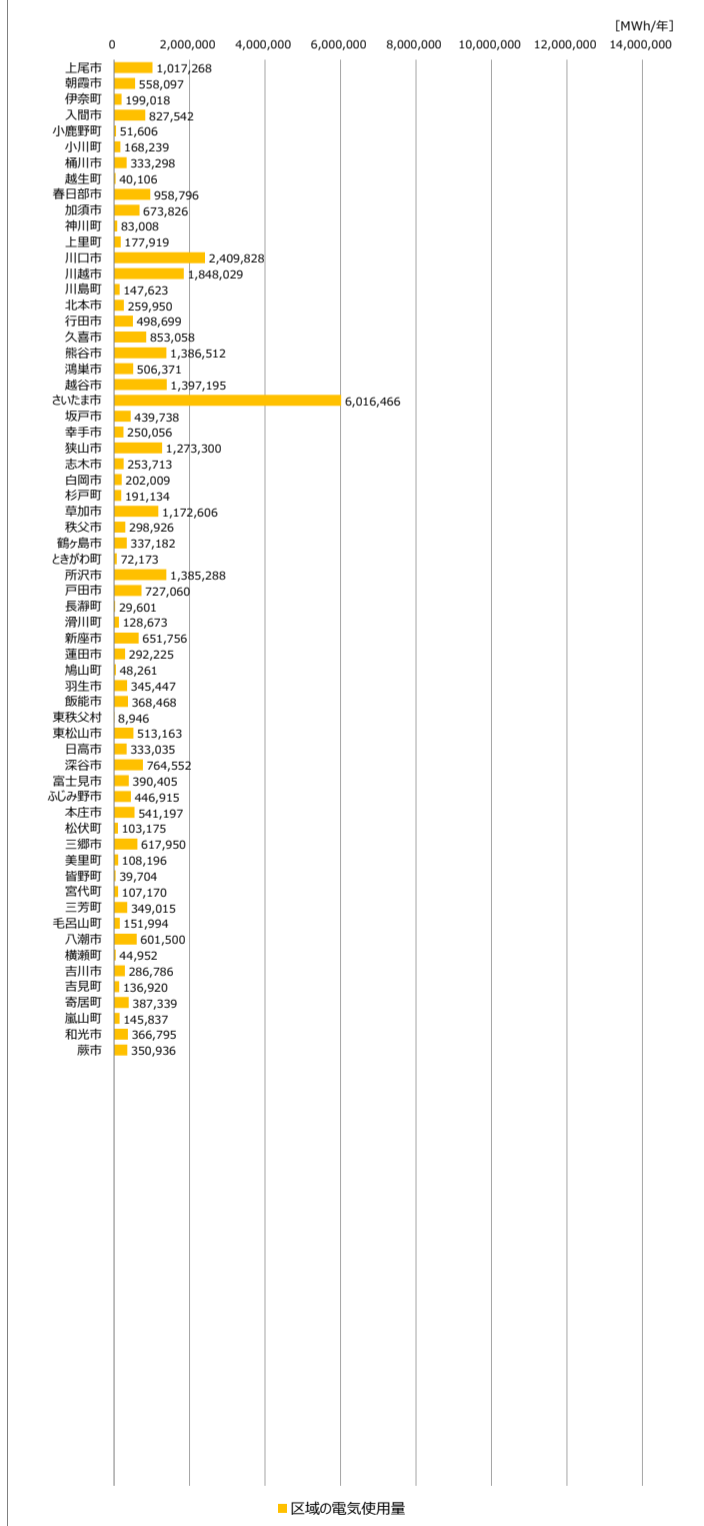 [MWh/年]
0 2,000,000 4,000,000 6,000,000 8,000,000 10,000,000 12,000,000 14,000,000
上尾市 1,017,268
朝霞市 558,097
伊奈町 199,018
入間市 827,542
小鹿野町 51,606
小川町 168,239
桶川市 333,298
越生町 40,106
春日部市 958,796
加須市 673,826
神川町 83,008
上里町 177,919
川口市 2,409,828
川越市 1,848,029
川島町 147,623
北本市 259,950
行田市 498,699
久喜市 853,058
熊谷市 1,386,512
鴻巣市 506,371
越谷市 1,397,195
さいたま市 6,016,466
坂戸市 439,738
幸手市 250,056
狭山市 1,273,300
志木市 253,713
白岡市 202,009
杉戸町 191,134
草加市 1,172,606
秩父市 298,926
鶴ヶ島市 337,182
ときがわ町 72,173
所沢市 1,385,288
戸田市 727,060
長瀞町 29,601
滑川町 128,673
新座市 651,756
蓮田市 292,225
鳩山町 48,261
羽生市 345,447
飯能市 368,468
東秩父村 8,946
東松山市 513,163
日高市 333,035
深谷市 764,552
富士見市 390,405
ふじみ野市 446,915
本庄市 541,197
松伏町 103,175
三郷市 617,950
美里町 108,196
皆野町 39,704
宮代町 107,170
三芳町 349,015
毛呂山町 151,994
八潮市 601,500
横瀬町 44,952
吉川市 286,786
吉見町 136,920
寄居町 387,339
嵐山町 145,837
和光市 366,795
蕨市 350,936
区域の電気使用量